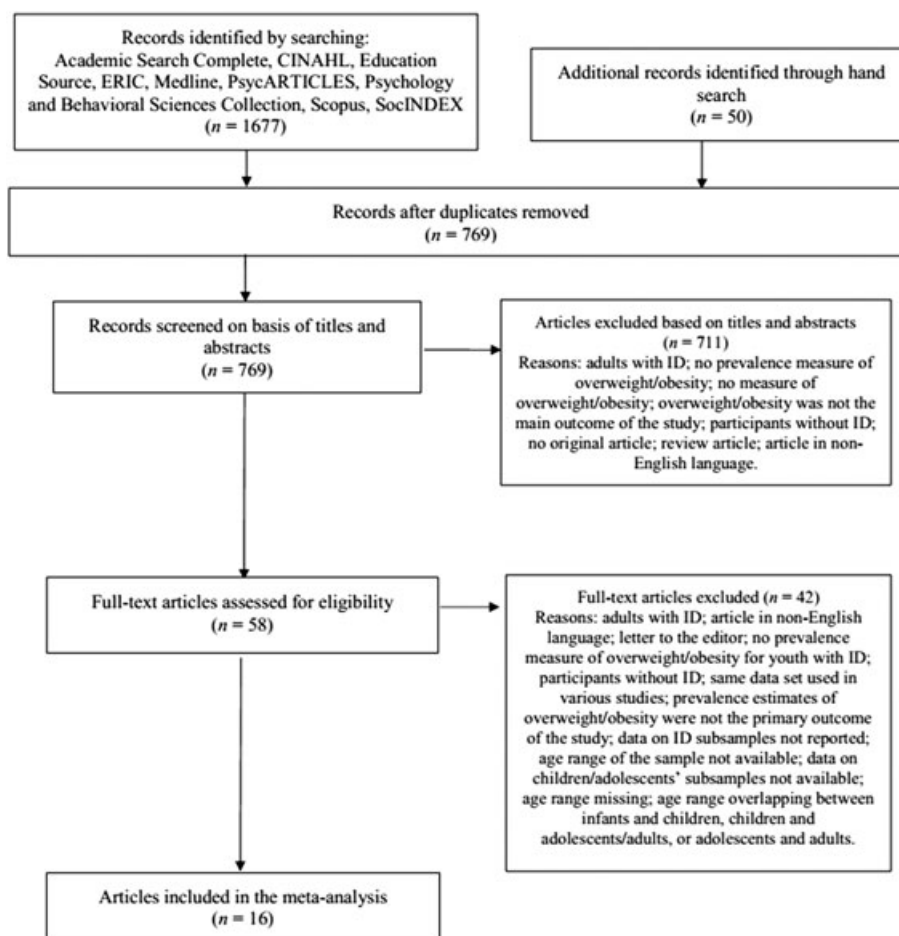 Records identified by searching:
Academic Search Complete, CINAHL, Education
Source, ERIC, Medline, PsycARTICLES, Psychology
and Behavioral Sciences Collection, Scopus, SocINDEX
(n = 1677)
Additional records identified through hand
search
(n = 50)
Records after duplicates removed
(n = 769)
Records screened on basis of titles and
abstracts
(n = 769)
Articles excluded based on titles and abstracts
(n = 711)
Reasons: adults with ID; no prevalence measure of
overweight/obesity; no measure of
overweight/obesity; overweight/obesity was not the
main outcome of the study; participants without ID;
no original article; review article; article in non-
English language.
Full-text articles assessed for eligibility
(n = 58)
Full-text articles excluded (n = 42)
Reasons: adults with ID; article in non-English
language; letter to the editor; no prevalence
measure of overweight/obesity for youth with ID;
participants without ID; same data set used in
various studies; prevalence estimates of
overweight/obesity were not the primary outcome
of the study; data on ID subsamples not reported;
age range of the sample not available; data on
children/adolescents' subsamples not available;
age range missing; age range overlapping between
infants and children, children and
adolescents/adults, or adolescents and adults.
Articles included in the meta-analysis
(n = 16)